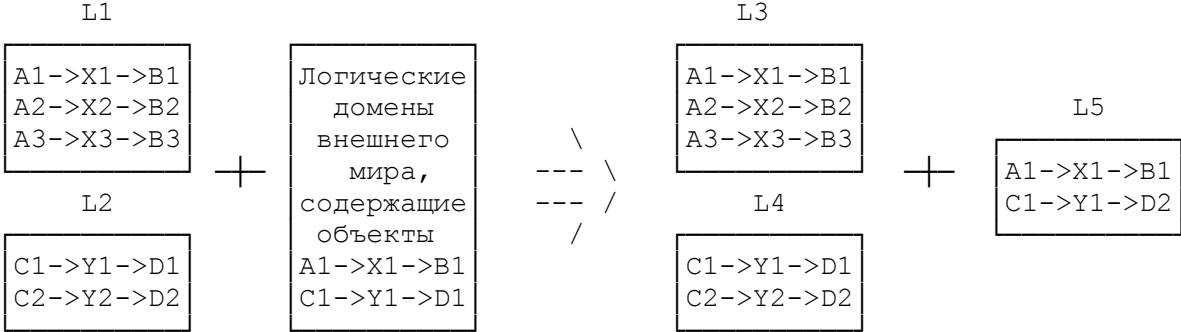 L1
A1->X1->B1
A2->X2->B2
A3->X3->B3
L2
C1->Y1->D1
C2->Y2->D2
+
Логические
домены
внешнего
мира,
содержащие
объекты
A1->X1->B1
C1->Y1->D1
L3
A1->X1->B1
A2->X2->B2
A3->X3->B3
L4
C1->Y1->D1
C2->Y2->D2
+
L5
A1->X1->B1
C1->Y1->D2